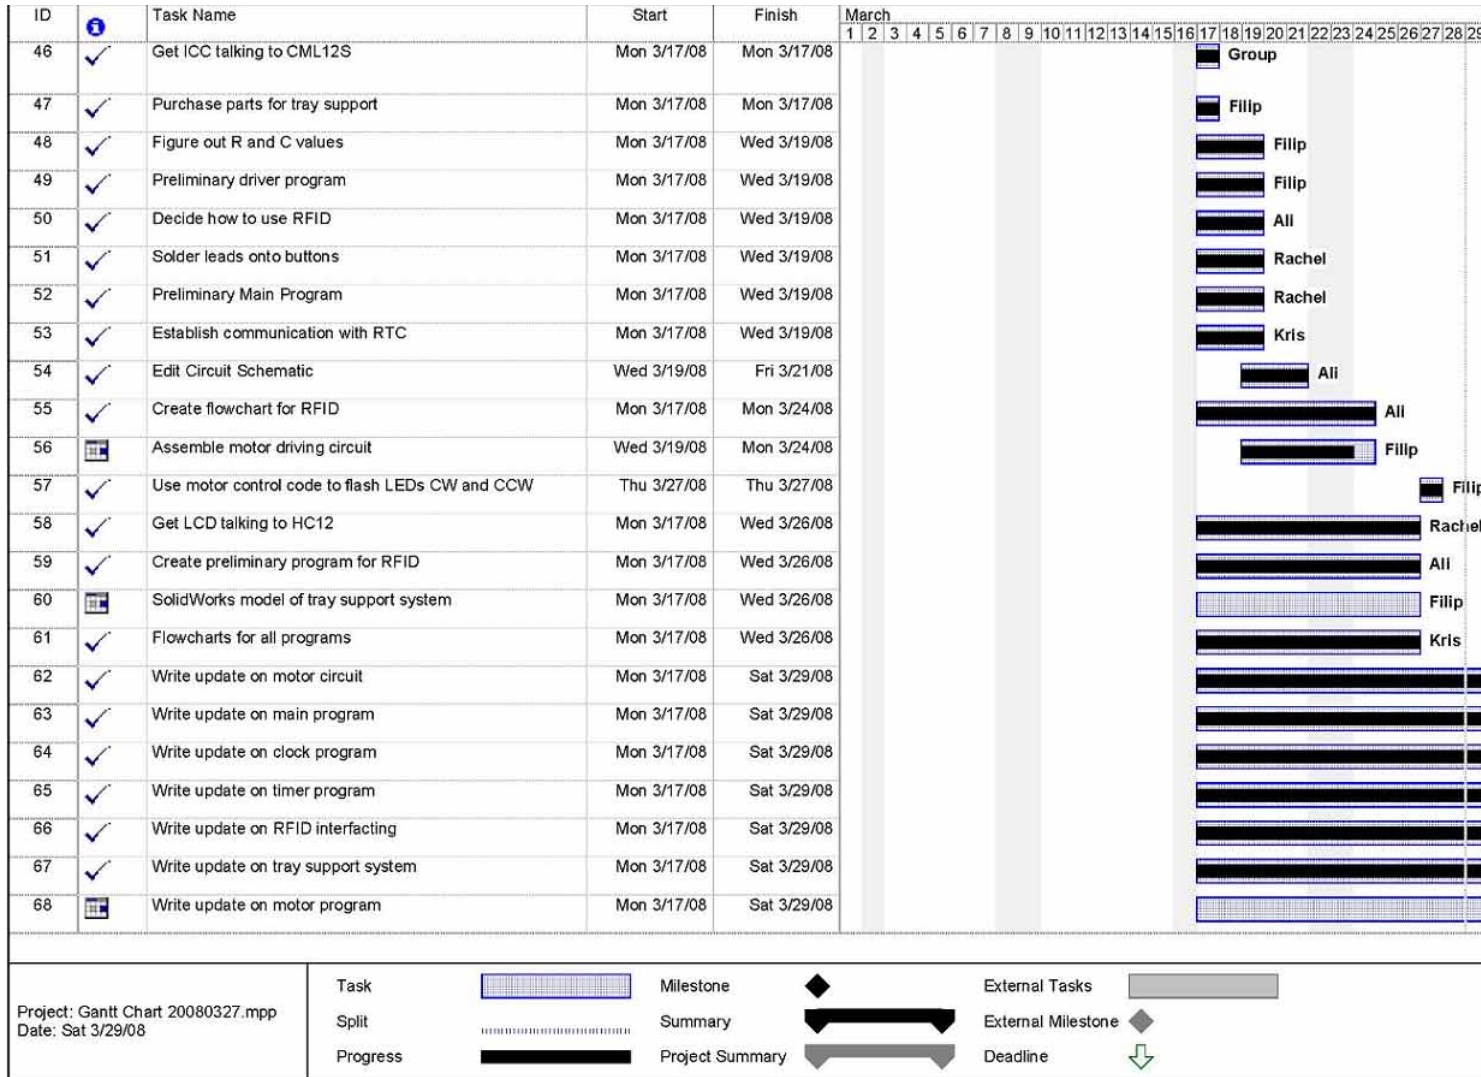 ID Task Name Start Finish March
1 2 3 4 5 6 7 8 9 10 11 12 13 14 15 16 17 18 19 20 21 22 23 24 25 26 27 28 29
46 Get ICC talking to CML12S Mon 3/17/08 Mon 3/17/08 Group
47 Purchase parts for tray support Mon 3/17/08 Mon 3/17/08 Filip
48 Figure out R and C values Mon 3/17/08 Wed 3/19/08 Filip
49 Preliminary driver program Mon 3/17/08 Wed 3/19/08 Filip
50 Decide how to use RFID Mon 3/17/08 Wed 3/19/08 Ali
51 Solder leads onto buttons Mon 3/17/08 Wed 3/19/08 Rachel
52 Preliminary Main Program Mon 3/17/08 Wed 3/19/08 Rachel
53 Establish communication with RTC Mon 3/17/08 Wed 3/19/08 Kris
54 Edit Circuit Schematic Wed 3/19/08 Fri 3/21/08 Ali
55 Create flowchart for RFID Mon 3/17/08 Mon 3/24/08 Ali
56 Assemble motor driving circuit Wed 3/19/08 Mon 3/24/08 Filip
57 Use motor control code to flash LEDs CW and CCW Thu 3/27/08 Thu 3/27/08 Filip
58 Get LCD talking to HC12 Mon 3/17/08 Wed 3/26/08 Rachel
59 Create preliminary program for RFID Mon 3/17/08 Wed 3/26/08 Ali
60 SolidWorks model of tray support system Mon 3/17/08 Wed 3/26/08 Filip
61 Flowcharts for all programs Mon 3/17/08 Wed 3/26/08 Kris
62 Write update on motor circuit Mon 3/17/08 Sat 3/29/08
63 Write update on main program Mon 3/17/08 Sat 3/29/08
64 Write update on clock program Mon 3/17/08 Sat 3/29/08
65 Write update on timer program Mon 3/17/08 Sat 3/29/08
66 Write update on RFID interfacting Mon 3/17/08 Sat 3/29/08
67 Write update on tray support system Mon 3/17/08 Sat 3/29/08
68 Write update on motor program Mon 3/17/08 Sat 3/29/08
Project: Gantt Chart 20080327.mpp
Date: Sat 3/29/08
Task Milestone External Tasks
Split Summary External Milestone
Progress Project Summary Deadline